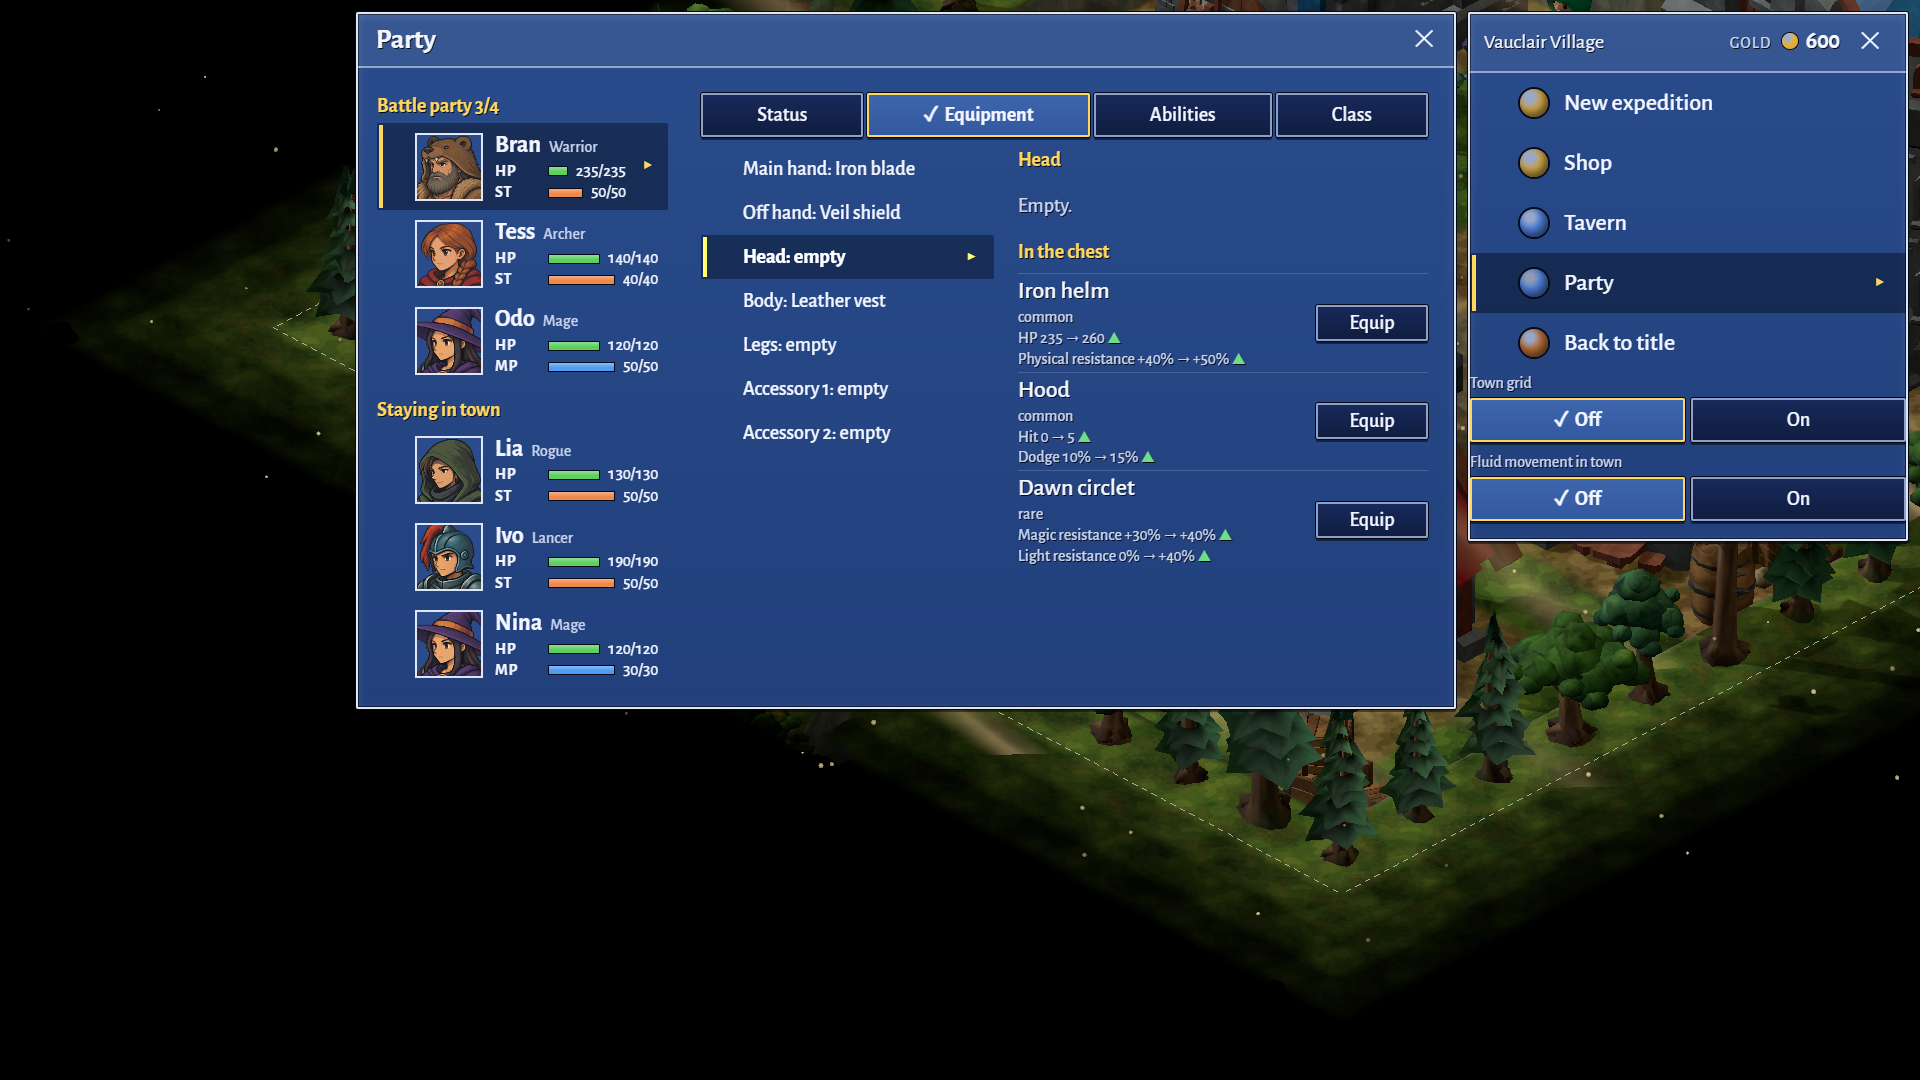 Party
Battle party 3/4
Bran Warrior
HP 235/235
ST 50/50
Tess Archer
HP 140/140
ST 40/40
Odo Mage
HP 120/120
MP 50/50
Staying in town
Lia Rogue
HP 130/130
ST 50/50
Ivo Lancer
HP 190/190
ST 50/50
Nina Mage
HP 120/120
MP 30/30
Status
✓ Equipment
Abilities
Class
Main hand: Iron blade
Off hand: Veil shield
Head: empty
Body: Leather vest
Legs: empty
Accessory 1: empty
Accessory 2: empty
Head
Empty.
In the chest
Iron helm
common
HP 235 → 260 ▲
Physical resistance +40% → +50% ▲
Equip
Hood
common
Hit 0 → 5 ▲
Dodge 10% → 15% ▲
Equip
Dawn circlet
rare
Magic resistance +30% → +40% ▲
Light resistance 0% → +40% ▲
Equip
Vauclair Village
GOLD 600
New expedition
Shop
Tavern
Party
Back to title
Town grid
✓ Off
On
Fluid movement in town
✓ Off
On